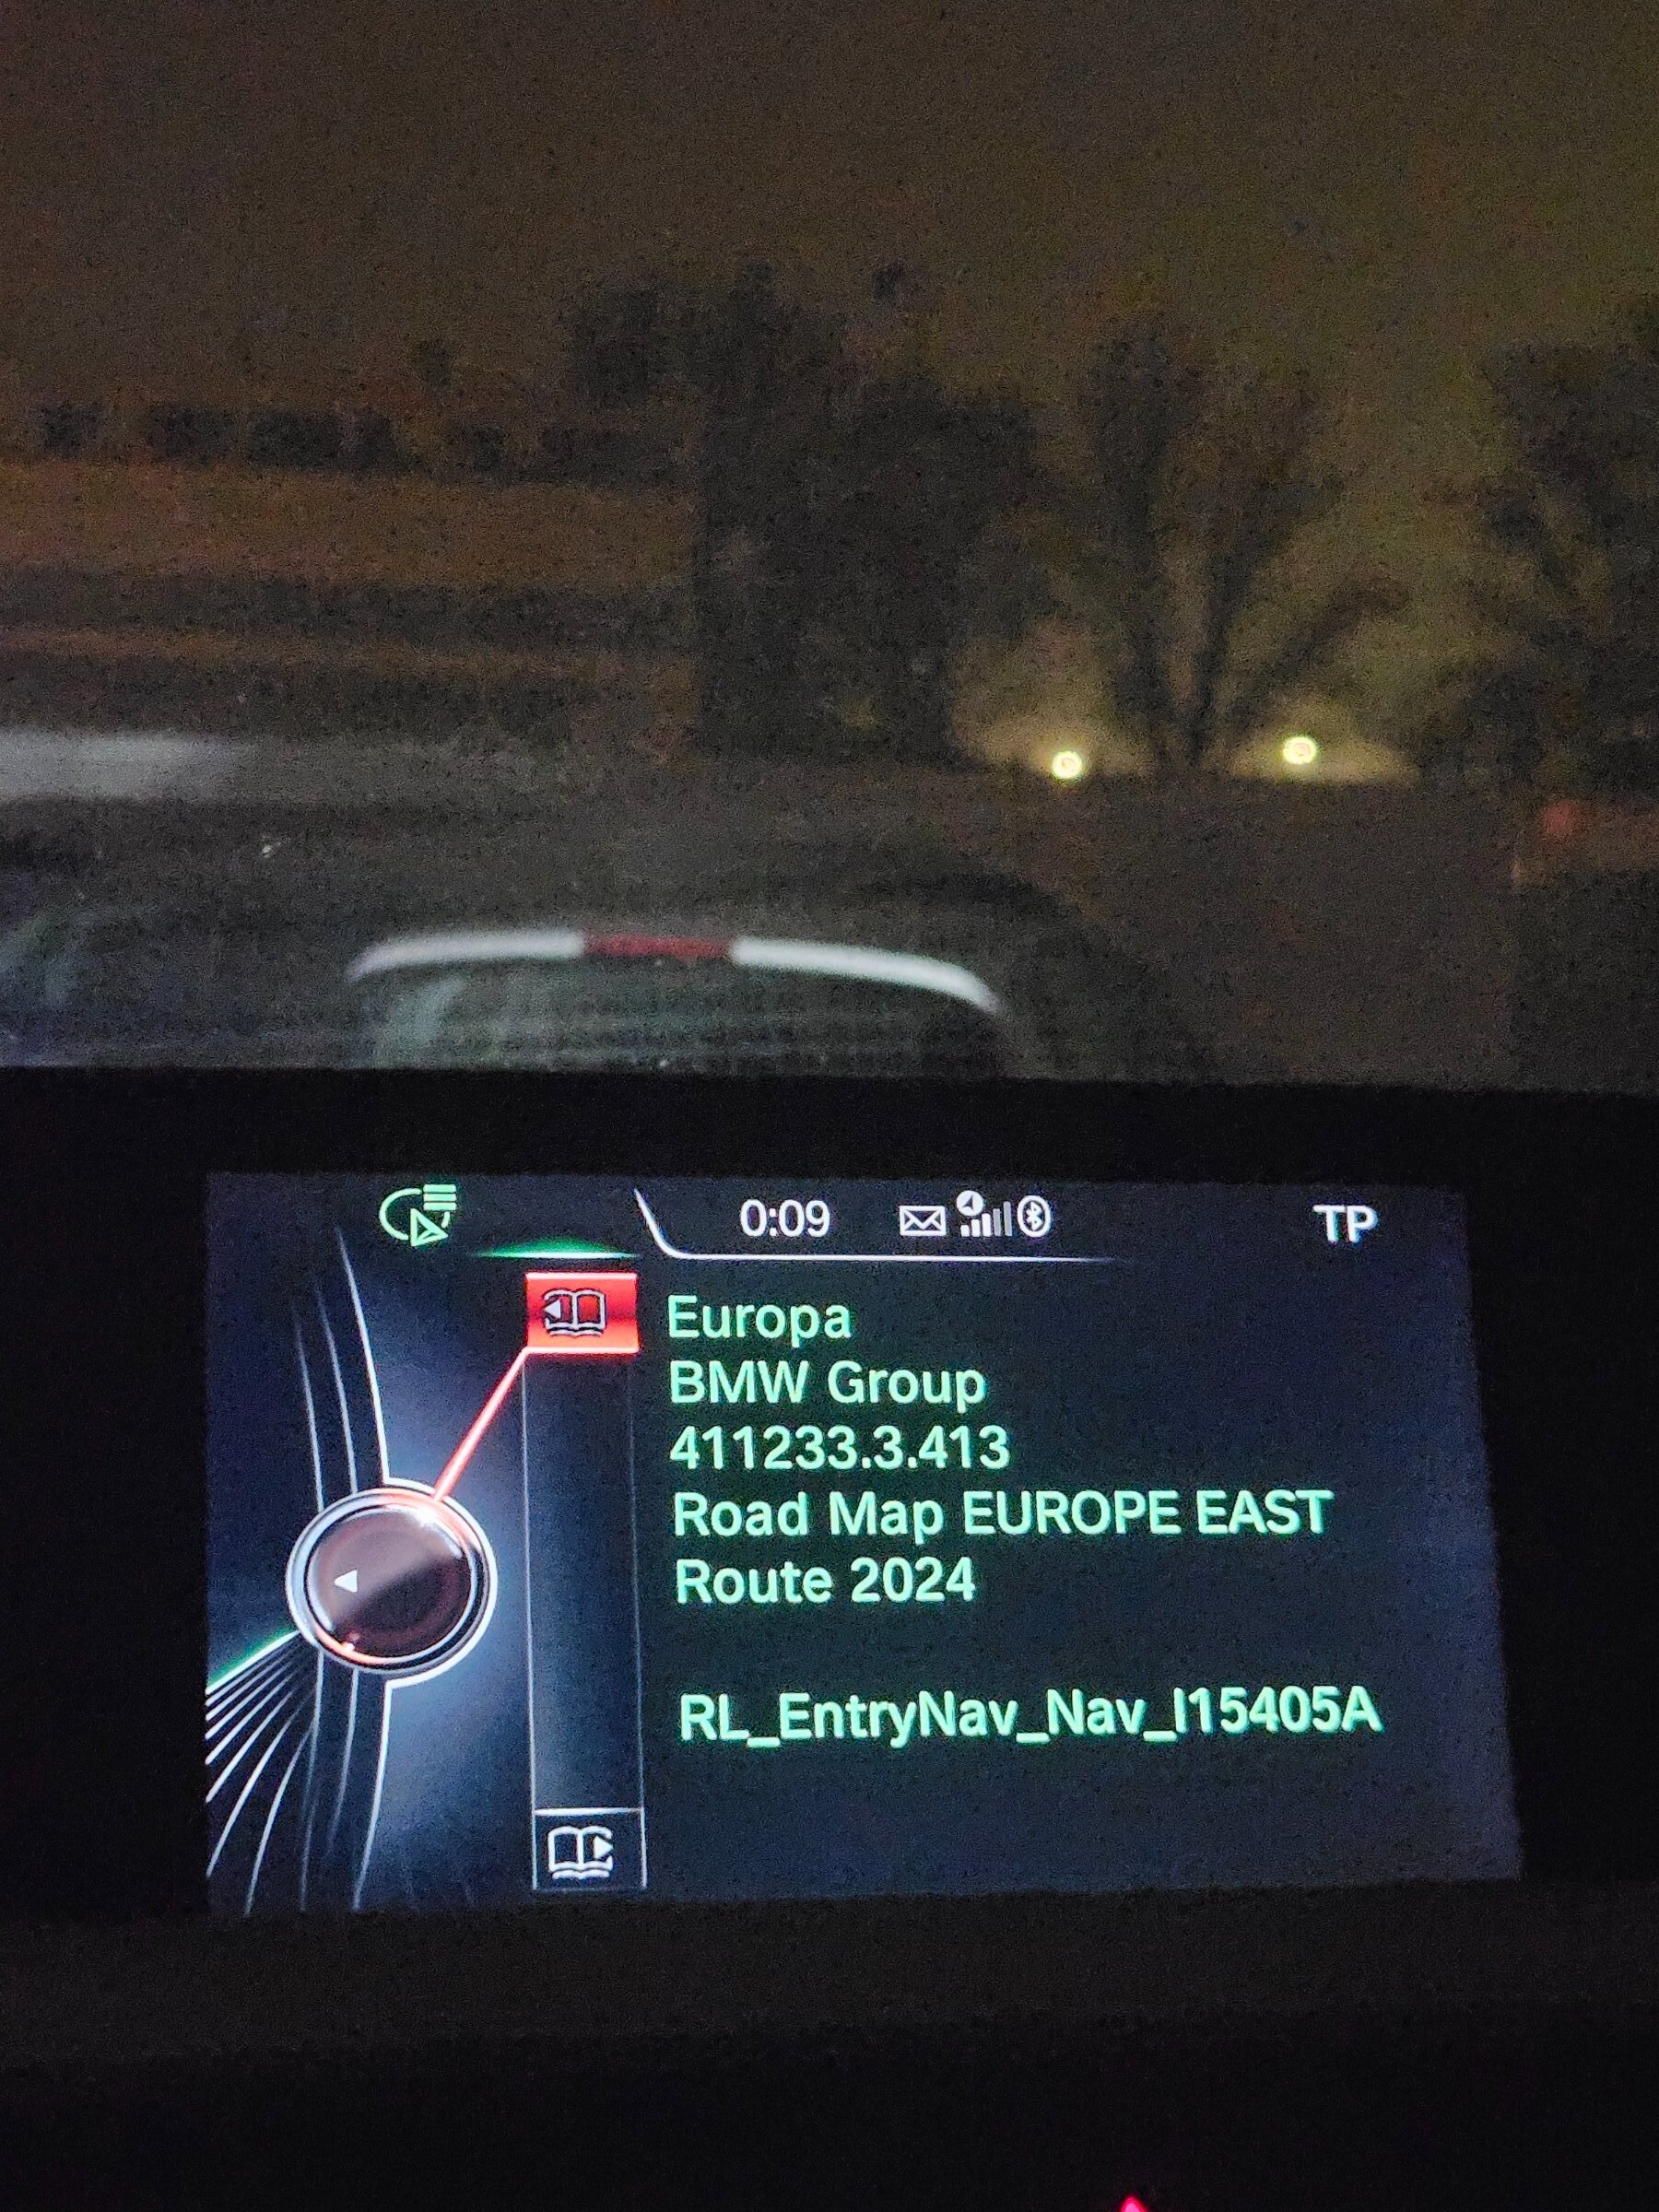 0:09
TP
Europa
BMW Group
411233.3.413
Road Map EUROPE EAST
Route 2024
RL_EntryNav_Nav_I15405A